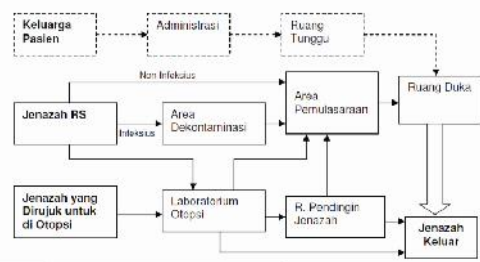 Keluarga
Pasien
Administrasi
Ruang
Tunggu
Non Infeksius
Jenazah RS
Infeksius
Area
Dekontaminasi
Area
Pemulasaraan
Ruang Duka
Jenazah yang
Dirujuk untuk
di Otopsi
Laboratorium
Otopsi
R. Pendingin
Jenazah
Jenazah
Keluar